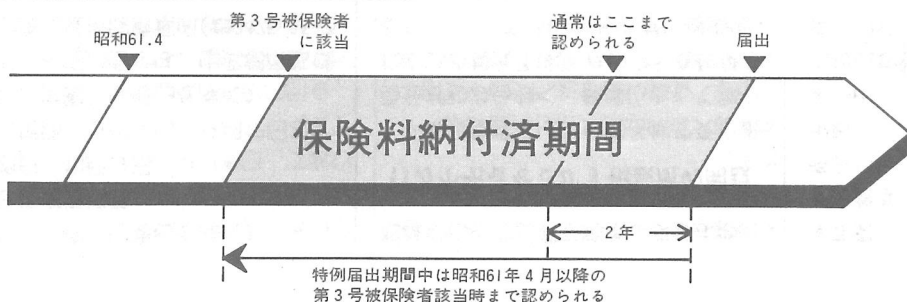 昭和61.4
第3号被保険者
に該当
通常はここまで
認められる
届出
保険料納付済期間
2年
特例届出期間中は昭和61年4月以降の
第3号被保険者該当時まで認められる